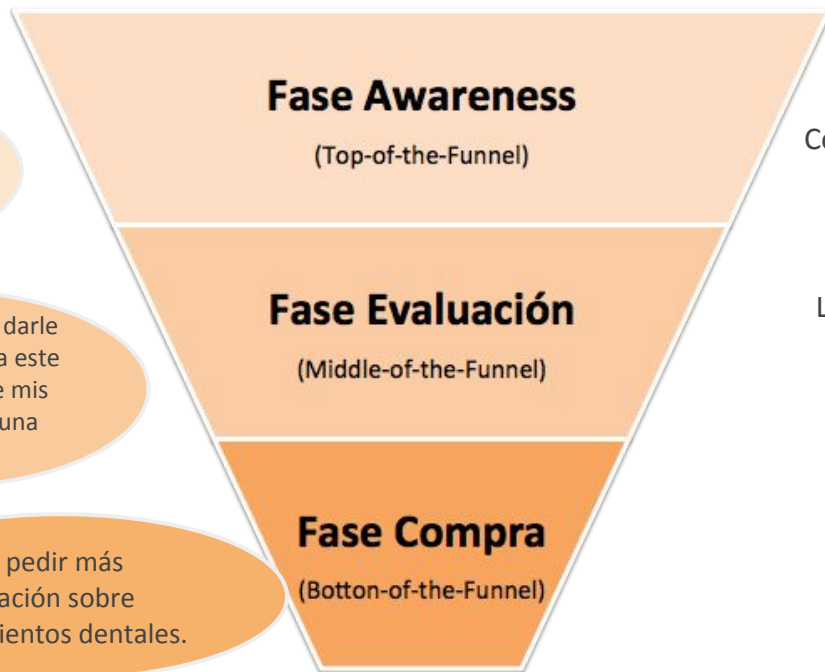 Fase Awareness
(Top-of-the-Funnel)
Co
L
Fase Evaluación
(Middle-of-the-Funnel)
darle
a este
e mis
una
Fase Compra
(Botton-of-the-Funnel)
pedir más
ación sobre
ientos dentales.